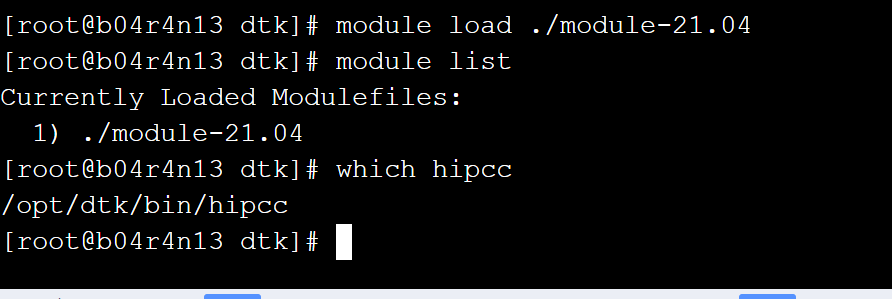 [root@b04r4n13 dtk]# module load ./module-21.04
[root@b04r4n13 dtk]# module list
Currently Loaded Modulefiles:
  1) ./module-21.04
[root@b04r4n13 dtk]# which hipcc
/opt/dtk/bin/hipcc
[root@b04r4n13 dtk]#